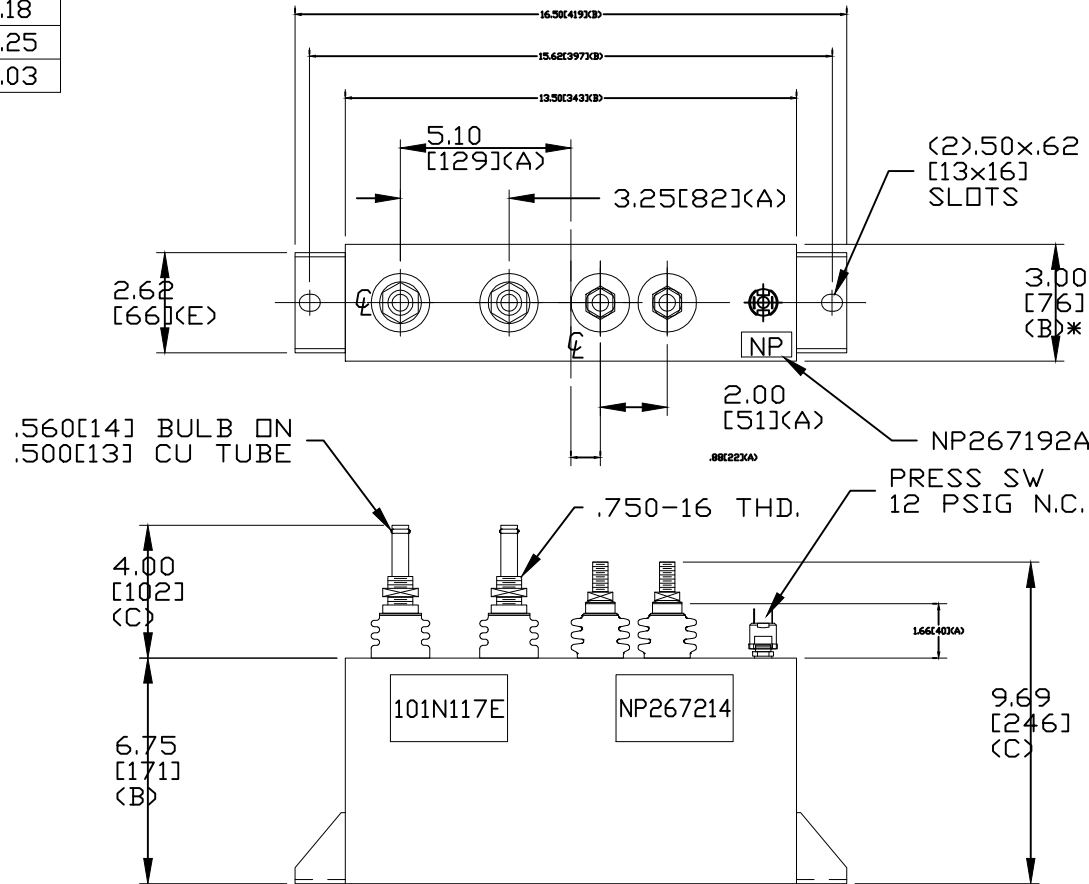 .18
.25
.03
16.50[419](B)
15.62[397](B)
13.50[343](B)
5.10
[129](A)
3.25[82](A)
(2).50x.62
[13x16]
SLOTS
2.62
[66](E)
℄
℄
3.00
[76]
(B)*
NP
2.00
[51](A)
.88[22](A)
NP267192A
.560[14] BULB ON
.500[13] CU TUBE
.750-16 THD.
PRESS SW
12 PSIG N.C.
4.00
[102]
(C)
1.66[40](A)
101N117E
NP267214
9.69
[246]
(C)
6.75
[171]
(B)